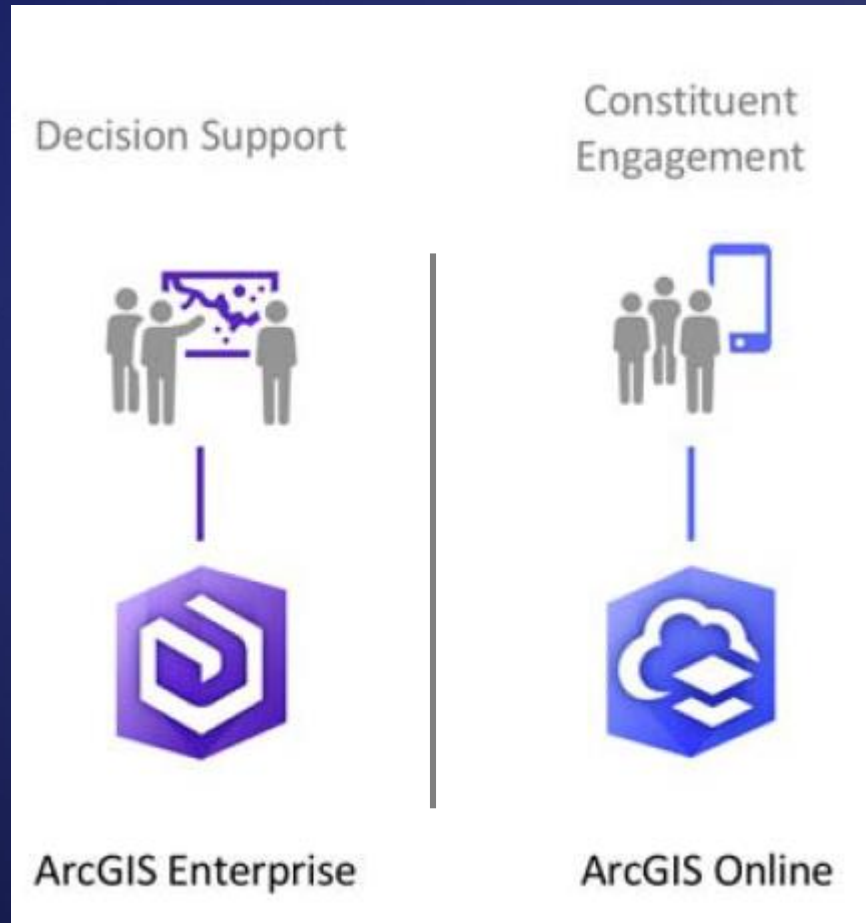 Decision Support
Constituent
Engagement
ArcGIS Enterprise
ArcGIS Online